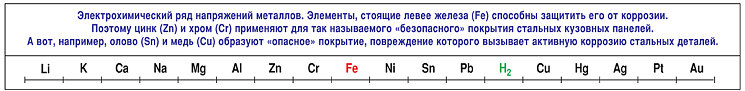 Электрохимический ряд напряжений металлов. Элементы, стоящие левее железа (Fe) способны защитить его от коррозии.
Поэтому цинк (Zn) и хром (Cr) применяют для так называемого «безопасного» покрытия стальных кузовных панелей.
А вот, например, олово (Sn) и медь (Cu) образуют «опасное» покрытие, повреждение которого вызывает активную коррозию стальных деталей.
Li K Ca Na Mg Al Zn Cr Fe Ni Sn Pb H₂ Cu Hg Ag Pt Au